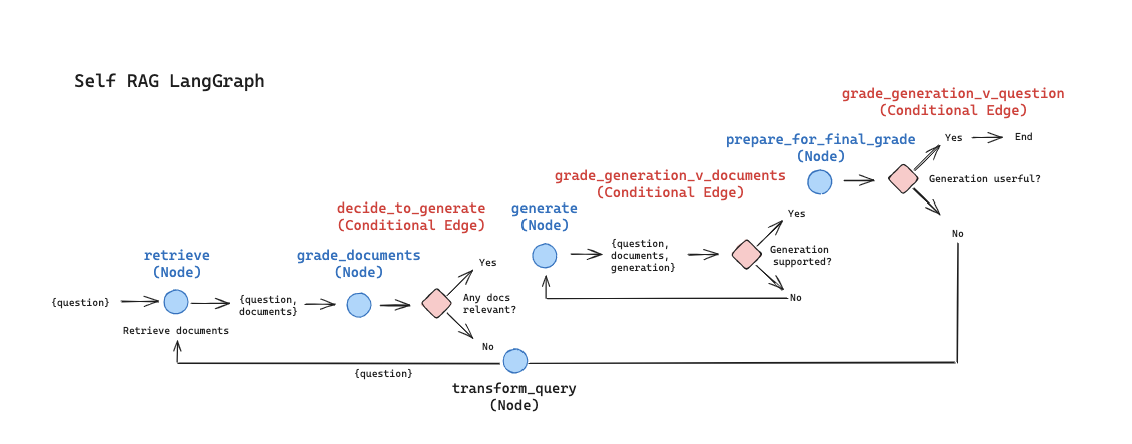 Self RAG LangGraph
grade_generation_v_question
(Conditional Edge)
prepare_for_final_grade
(Node)
Yes
End
grade_generation_v_documents
(Conditional Edge)
Generation userful?
decide_to_generate
(Conditional Edge)
generate
(Node)
Yes
No
retrieve
(Node)
grade_documents
(Node)
{question,
documents,
generation}
Generation
supported?
Yes
{question}
{question,
documents}
Any docs
relevant?
No
Retrieve documents
No
{question}
transform_query
(Node)